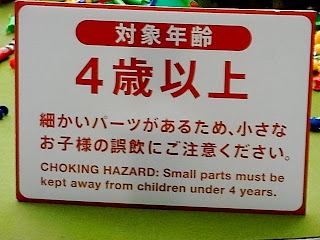 対象年齢
4歳以上
細かいパーツがあるため、小さな
お子様の誤飲にご注意ください。
CHOKING HAZARD: Small parts must be
kept away from children under 4 years.